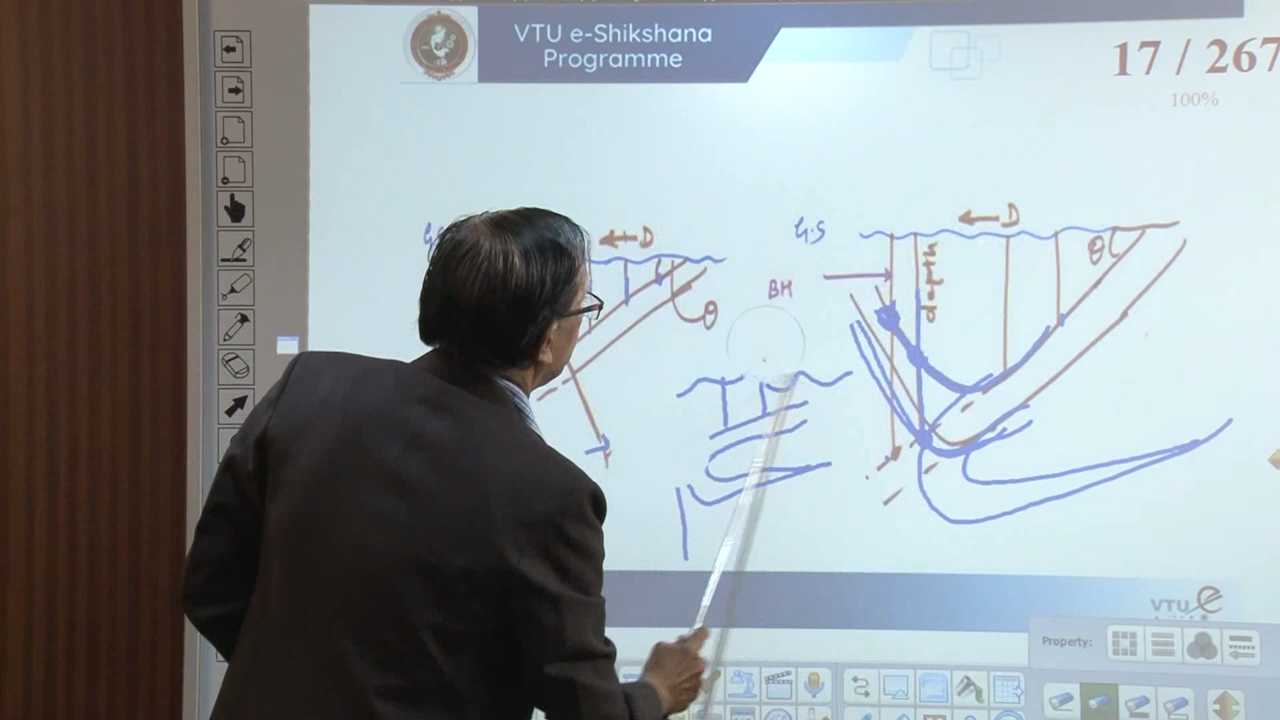 VTU e-Shikshana
Programme
17 / 267
100%
D
θ
BH
G.S
D
θ
depth
VTU e
Property: